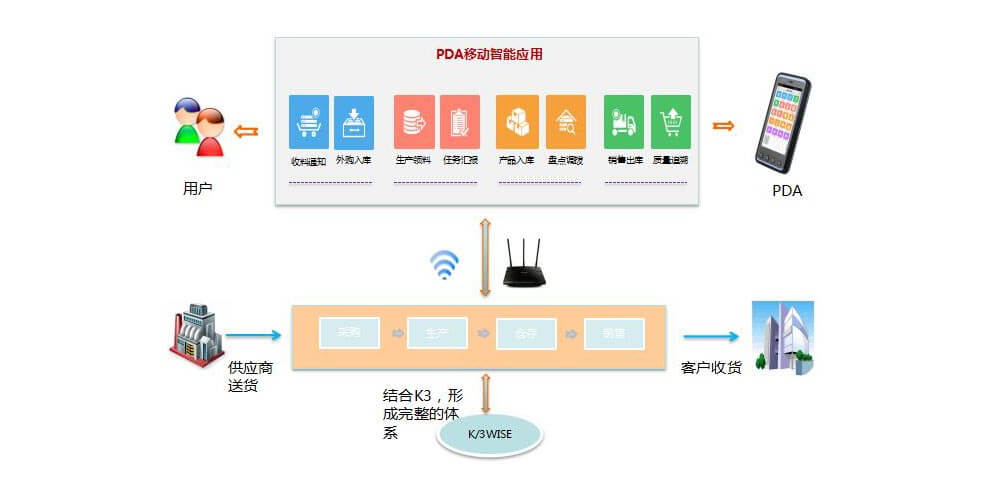 PDA移动智能应用
收料通知 外购入库 生产领料 任务汇报 产品入库 盘点调拨 销售出库 质量追溯
用户
PDA
采购 生产 仓存 销售
供应商
送货
客户收货
结合K3，形
成完整的体
系
K/3WISE